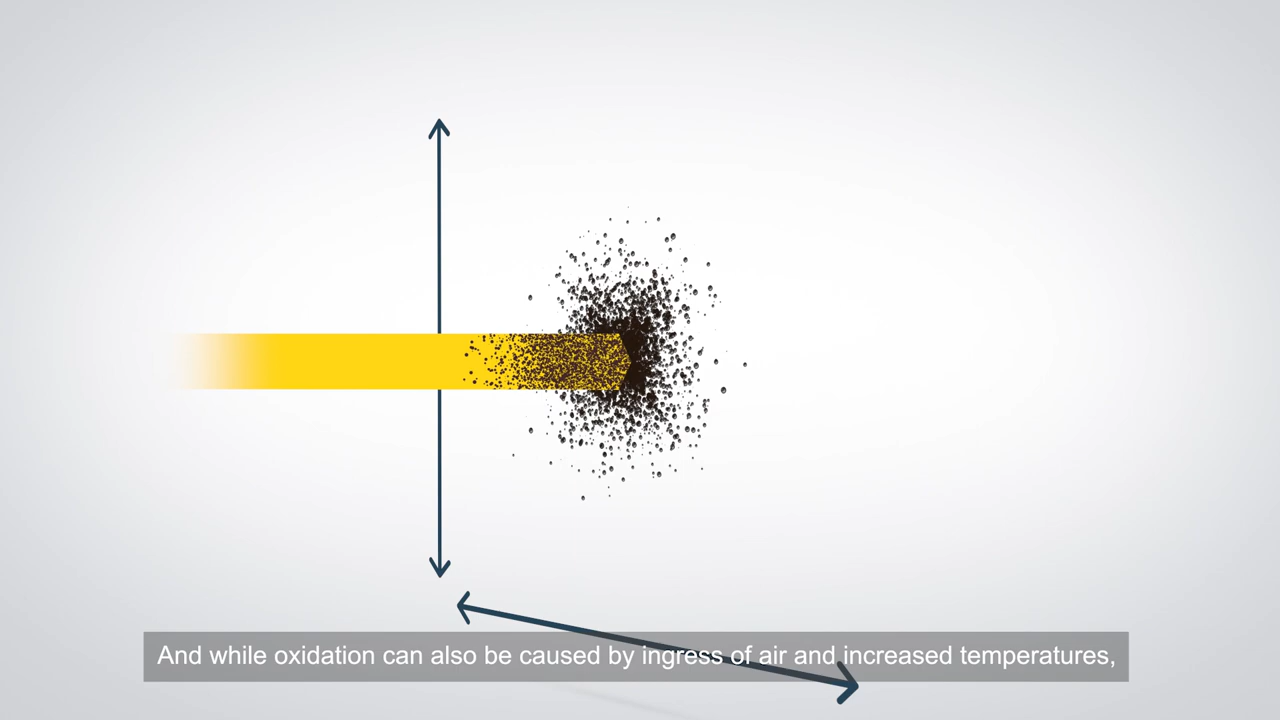 And while oxidation can also be caused by ingress of air and increased temperatures,